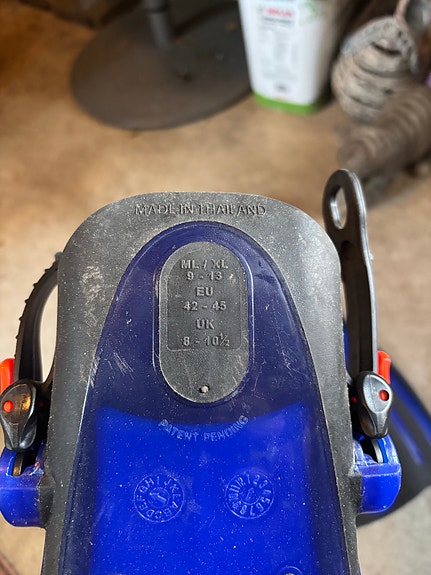 MADE IN THAILAND
ML / XL
9 - 13
EU
42 - 45
UK
8 - 10½
PATENT PENDING